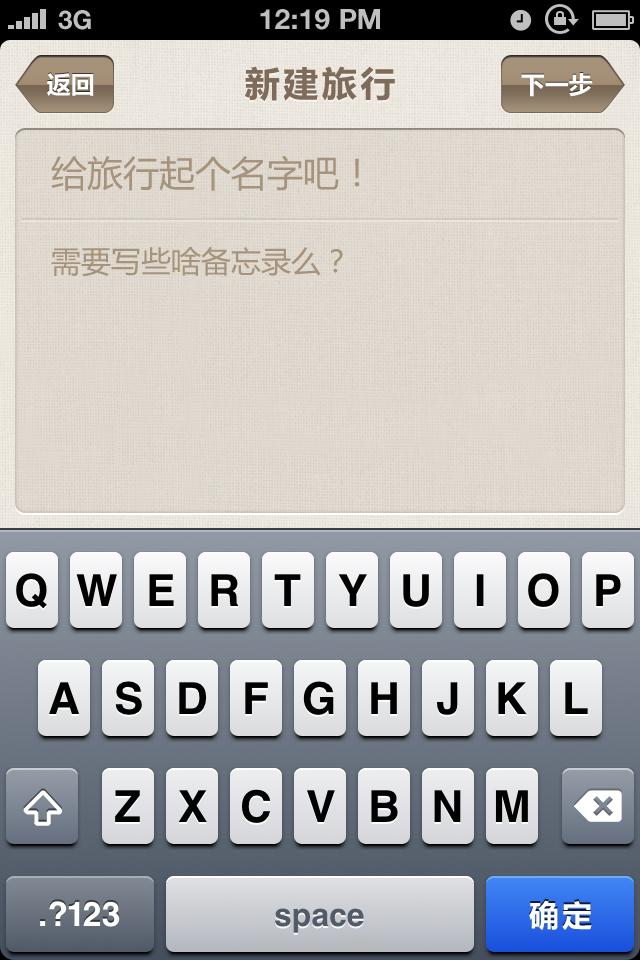 3G 12:19 PM
返回 新建旅行 下一步
给旅行起个名字吧！
需要写些啥备忘录么？
Q W E R T Y U I O P
A S D F G H J K L
Z X C V B N M
.?123 space 确定